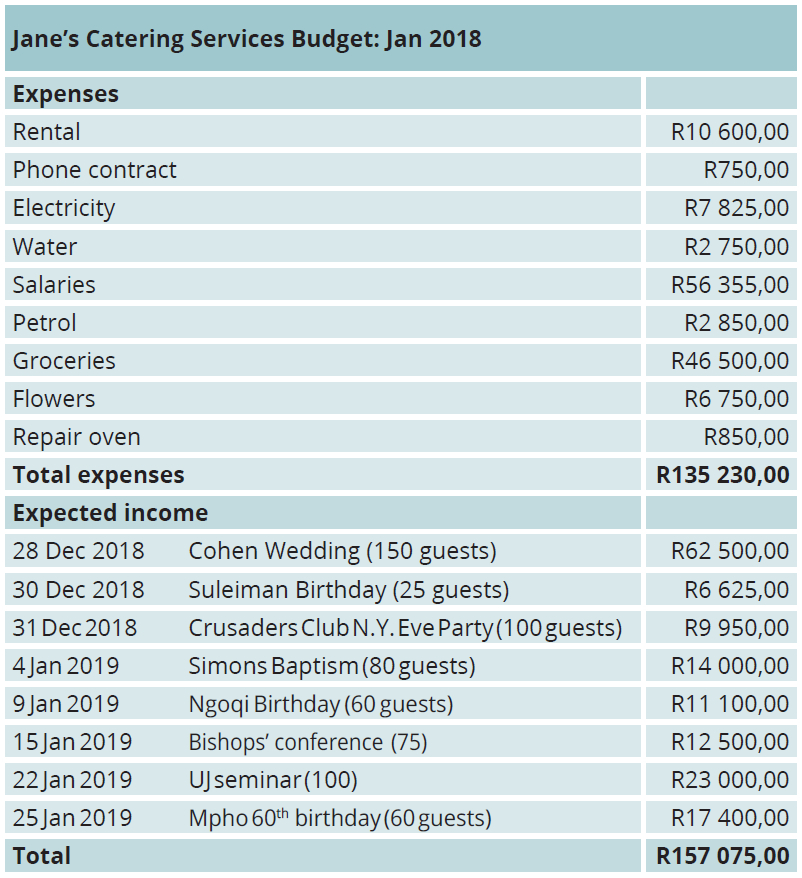 Jane’s Catering Services Budget: Jan 2018
Expenses
Rental R10 600,00
Phone contract R750,00
Electricity R7 825,00
Water R2 750,00
Salaries R56 355,00
Petrol R2 850,00
Groceries R46 500,00
Flowers R6 750,00
Repair oven R850,00
Total expenses R135 230,00
Expected income
28 Dec 2018 Cohen Wedding (150 guests) R62 500,00
30 Dec 2018 Suleiman Birthday (25 guests) R6 625,00
31 Dec 2018 Crusaders Club N.Y. Eve Party (100 guests) R9 950,00
4 Jan 2019 Simons Baptism (80 guests) R14 000,00
9 Jan 2019 Ngoqi Birthday (60 guests) R11 100,00
15 Jan 2019 Bishops’ conference (75) R12 500,00
22 Jan 2019 UJ seminar (100) R23 000,00
25 Jan 2019 Mpho 60th birthday (60 guests) R17 400,00
Total R157 075,00